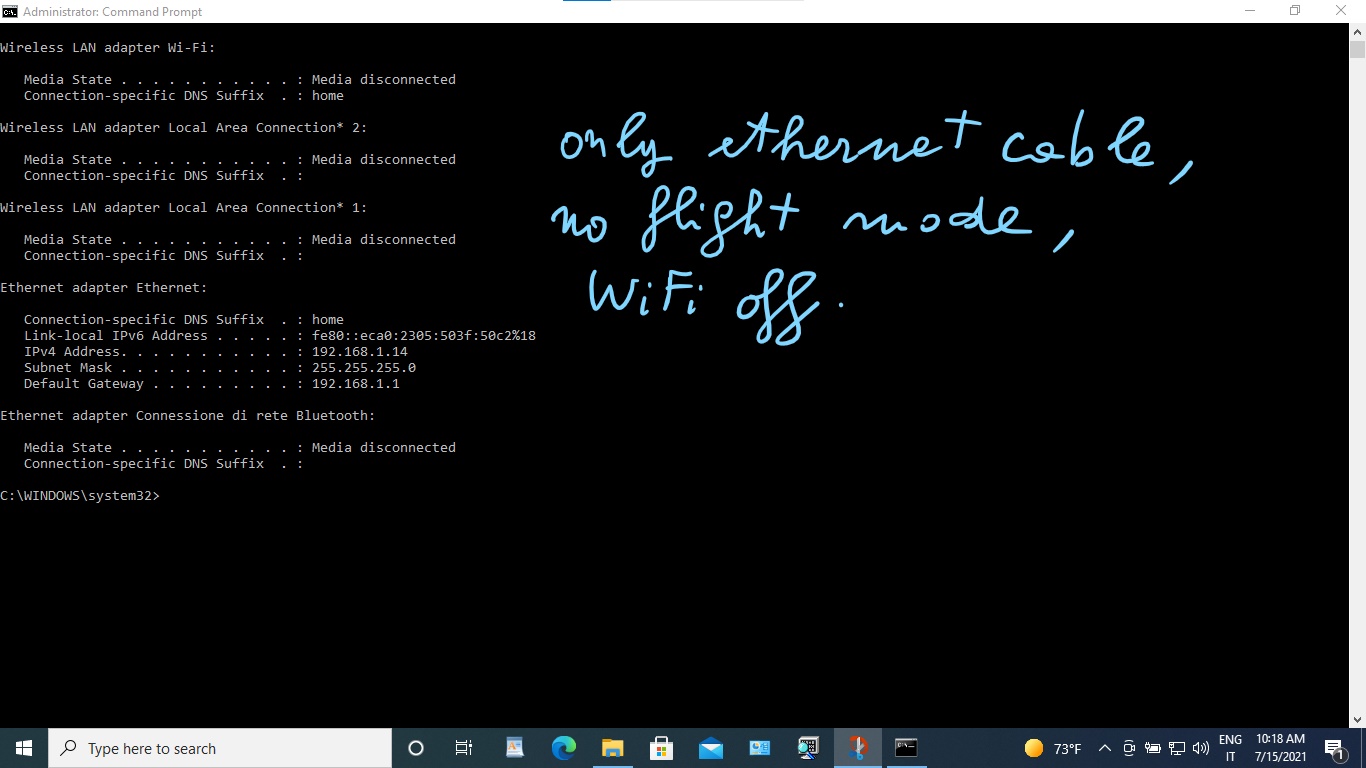 Administrator: Command Prompt
Wireless LAN adapter Wi-Fi:
Media State . . . . . . . . . . . : Media disconnected
Connection-specific DNS Suffix  . : home
Wireless LAN adapter Local Area Connection* 2:
Media State . . . . . . . . . . . : Media disconnected
Connection-specific DNS Suffix  . :
Wireless LAN adapter Local Area Connection* 1:
Media State . . . . . . . . . . . : Media disconnected
Connection-specific DNS Suffix  . :
Ethernet adapter Ethernet:
Connection-specific DNS Suffix  . : home
Link-local IPv6 Address . . . . . : fe80::eca0:2305:503f:50c2%18
IPv4 Address. . . . . . . . . . . : 192.168.1.14
Subnet Mask . . . . . . . . . . . : 255.255.255.0
Default Gateway . . . . . . . . . : 192.168.1.1
Ethernet adapter Connessione di rete Bluetooth:
Media State . . . . . . . . . . . : Media disconnected
Connection-specific DNS Suffix  . :
C:\WINDOWS\system32>
only ethernet cable,
no flight mode,
WiFi off.
Type here to search
73°F
ENG
IT
10:18 AM
7/15/2021
1